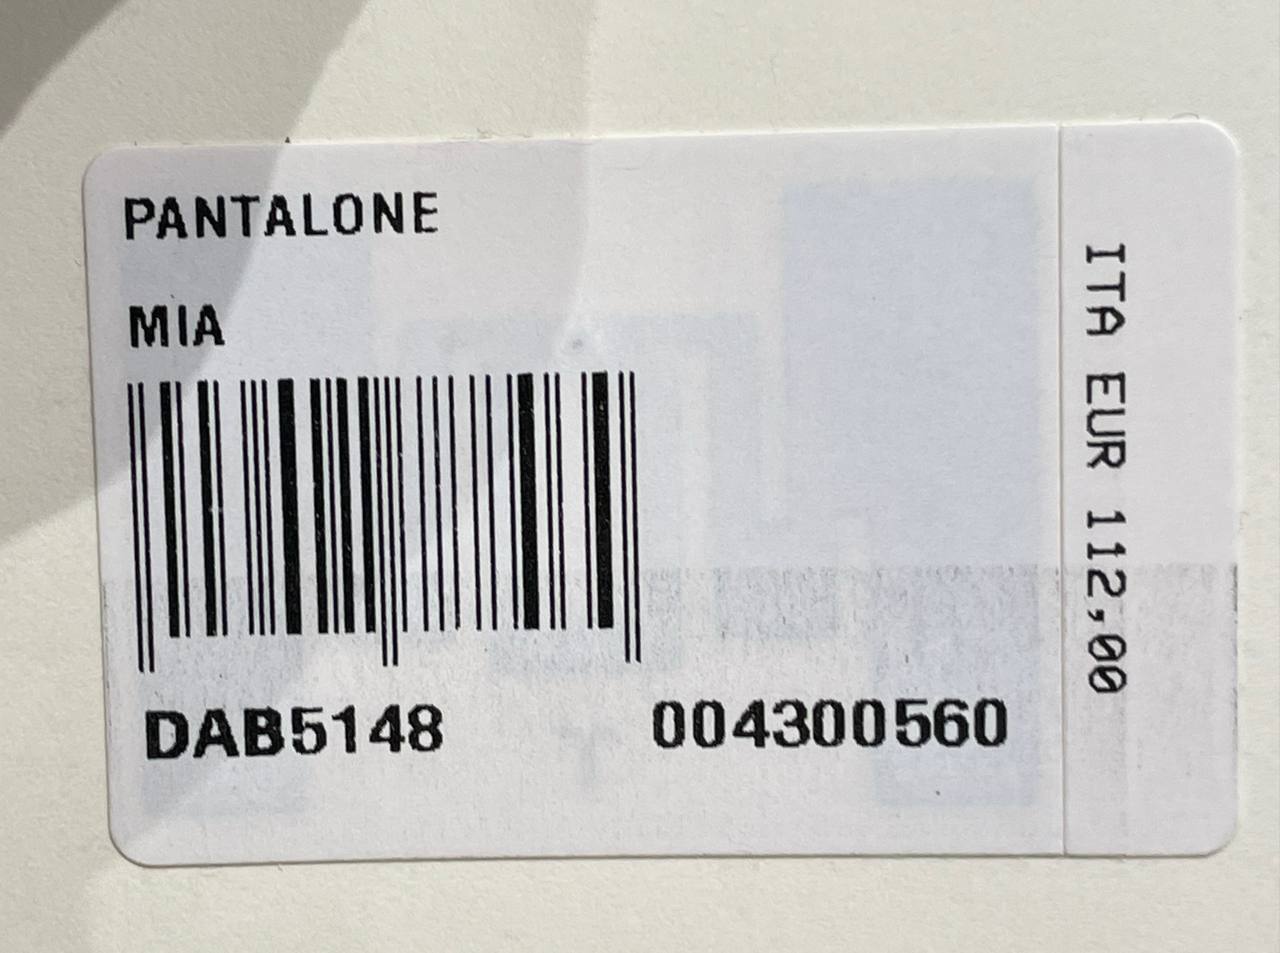 PANTALONE
MIA
DAB5148 004300560
ITA EUR 112,00